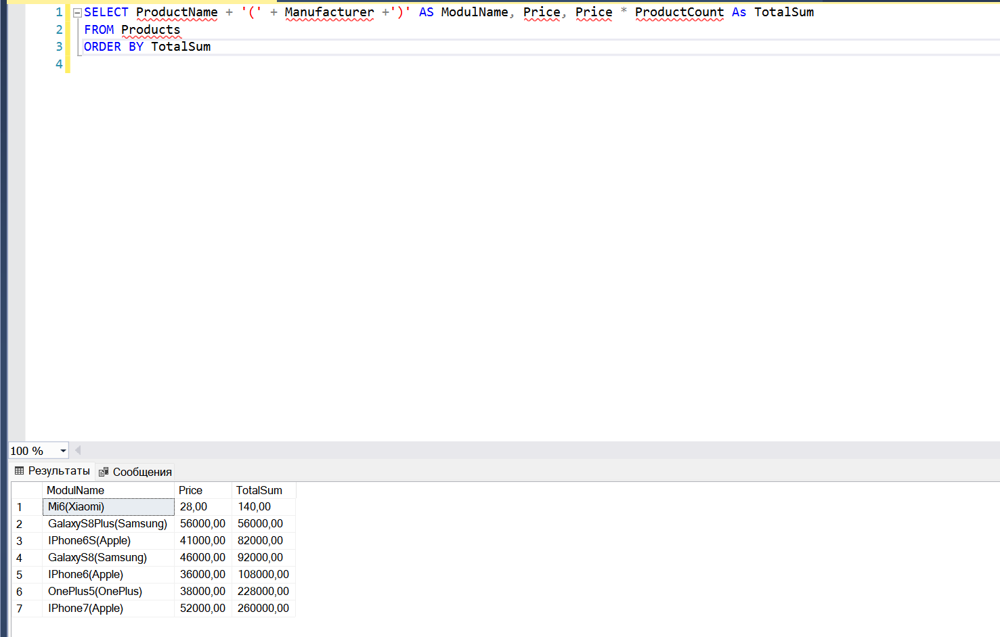 1 SELECT ProductName + '(' + Manufacturer +')' AS ModulName, Price, Price * ProductCount As TotalSum
2 FROM Products
3 ORDER BY TotalSum
4
100 %
Результаты Сообщения
ModulName Price TotalSum
1 Mi6(Xiaomi) 28,00 140,00
2 GalaxyS8Plus(Samsung) 56000,00 56000,00
3 IPhone6S(Apple) 41000,00 82000,00
4 GalaxyS8(Samsung) 46000,00 92000,00
5 IPhone6(Apple) 36000,00 108000,00
6 OnePlus5(OnePlus) 38000,00 228000,00
7 IPhone7(Apple) 52000,00 260000,00